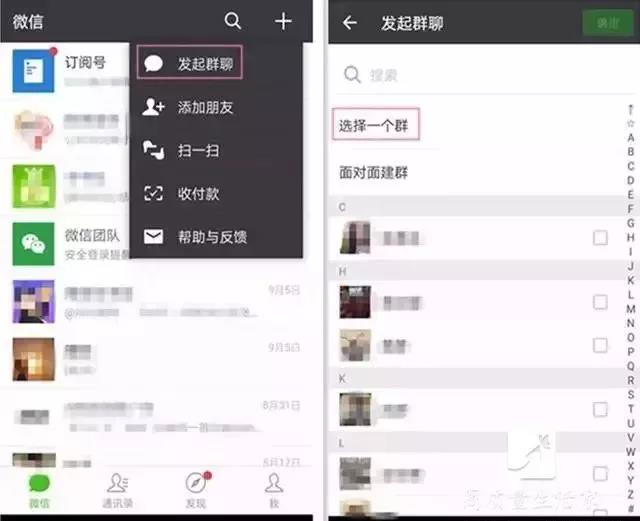 微信
订阅号
发起群聊
添加朋友
扫一扫
收付款
微信团队
安全登录提醒
帮助与反馈
9月5日
9月5日
8月31日
5月12日
微信
通讯录
发现
我
发起群聊
确定
搜索
选择一个群
面对面建群
C
H
K
L
↑
☆
A
B
C
D
E
F
G
H
I
J
K
L
M
N
O
P
Q
R
S
T
U
V
W
X
Y
Z
#
高质量生活家